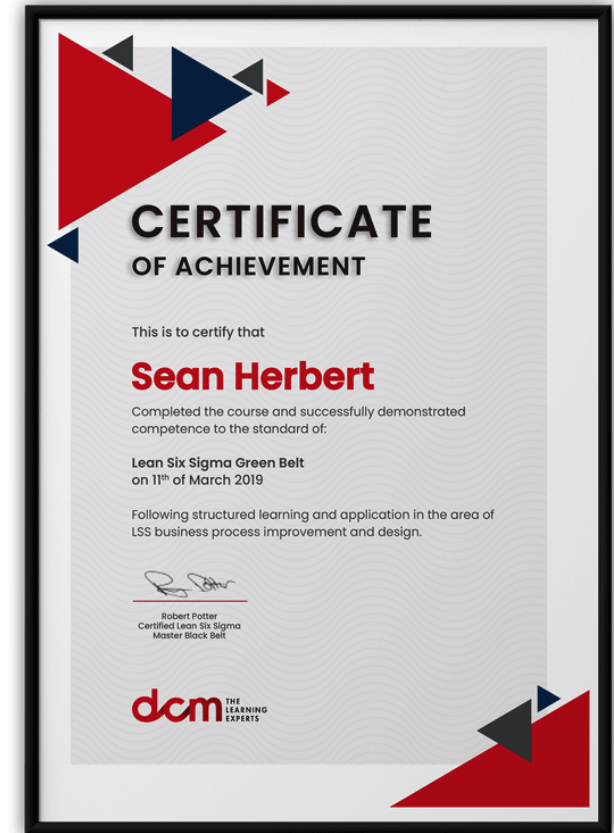 CERTIFICATE
OF ACHIEVEMENT
This is to certify that
Sean Herbert
Completed the course and successfully demonstrated
competence to the standard of:
Lean Six Sigma Green Belt
on 11th of March 2019
Following structured learning and application in the area of
LSS business process improvement and design.
Robert Potter
Certified Lean Six Sigma
Master Black Belt
dcm THE
LEARNING
EXPERTS